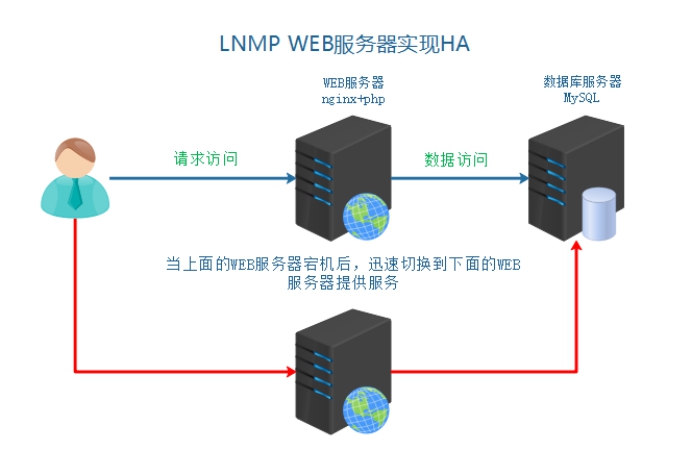 LNMP WEB服务器实现HA
WEB服务器
nginx+php
数据库服务器
MySQL
请求访问
数据访问
当上面的WEB服务器宕机后，迅速切换到下面的WEB
服务器提供服务